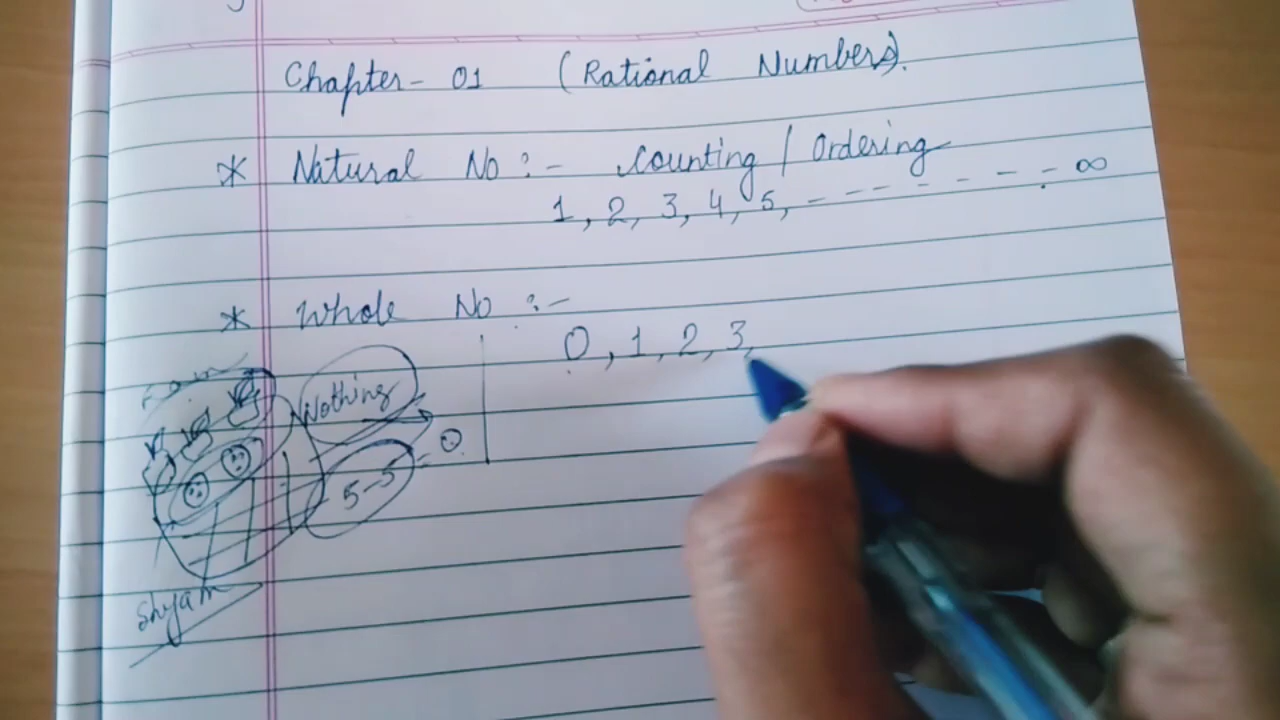 Chapter- 01 (Rational Numbers).
* Natural No :- Counting / Ordering
1, 2, 3, 4, 5, - - - - - - - - ∞
* Whole No :-
0, 1, 2, 3,
Nothing
5-5 = 0
Shyam